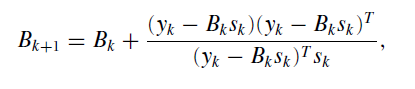 B_{k+1} = B_k + \frac{(y_k − B_k s_k)(y_k − B_k s_k)^T}{(y_k − B_k s_k)^T s_k},